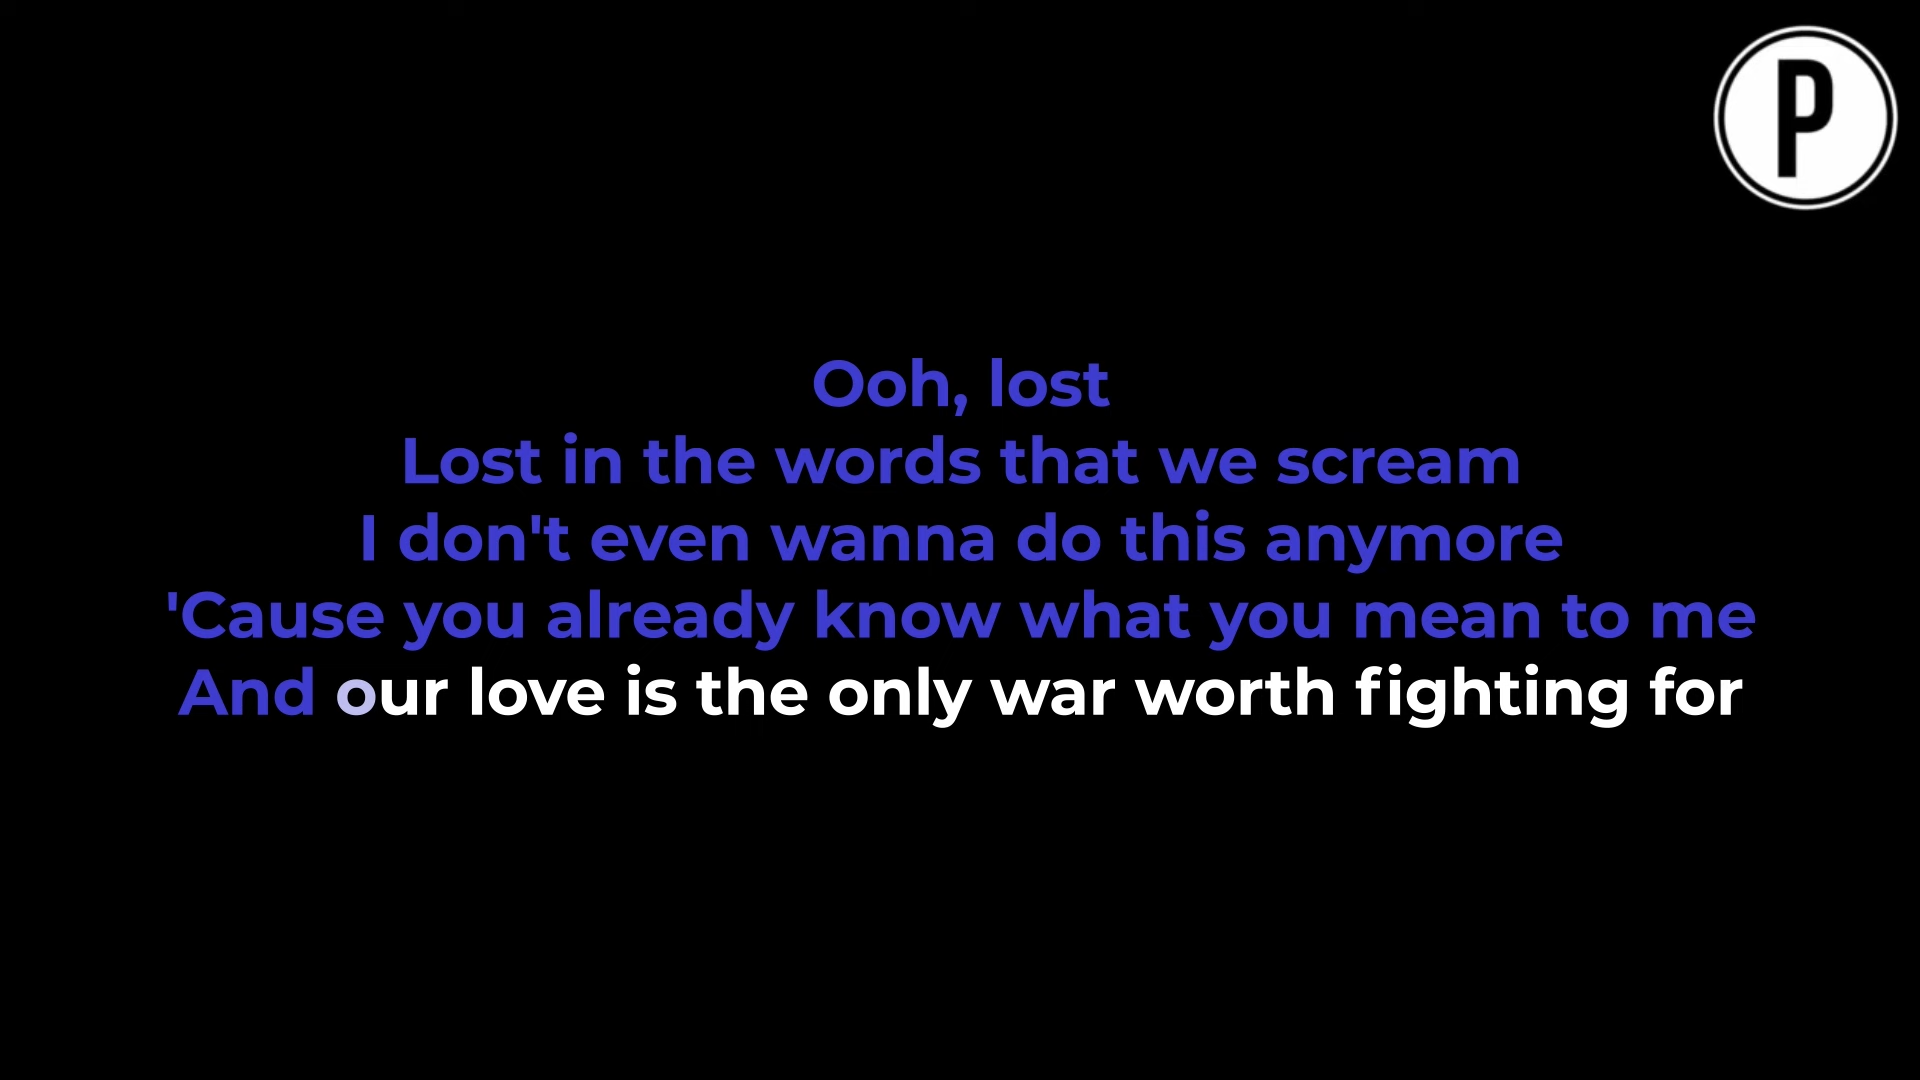 P
Ooh, lost
Lost in the words that we scream
I don't even wanna do this anymore
'Cause you already know what you mean to me
And our love is the only war worth fighting for